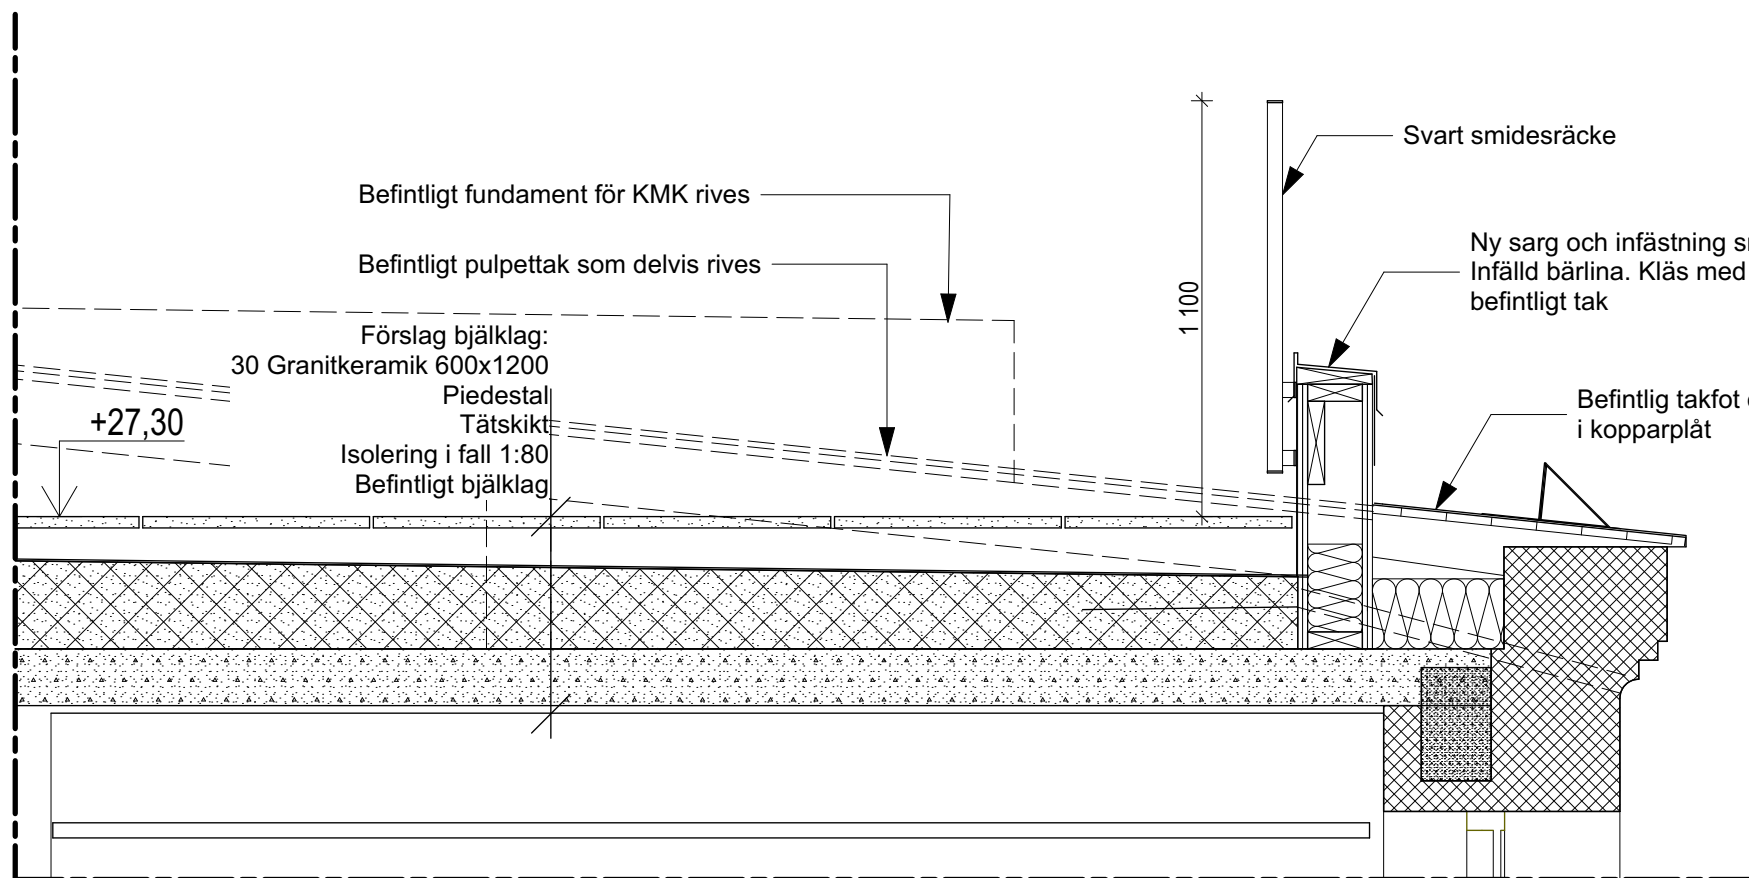 Svart smidesräcke
Befintligt fundament för KMK rives
Ny sarg och infästning
Befintligt pulpettak som delvis rives
Infälld bärlina. Kläs med
befintligt tak
1 100
Förslag bjälklag:
30 Granitkeramik 600x1200
Piedestal
Tätskikt
Isolering i fall 1:80
Befintligt bjälklag
+27,30
Befintlig takfot
i kopparplåt